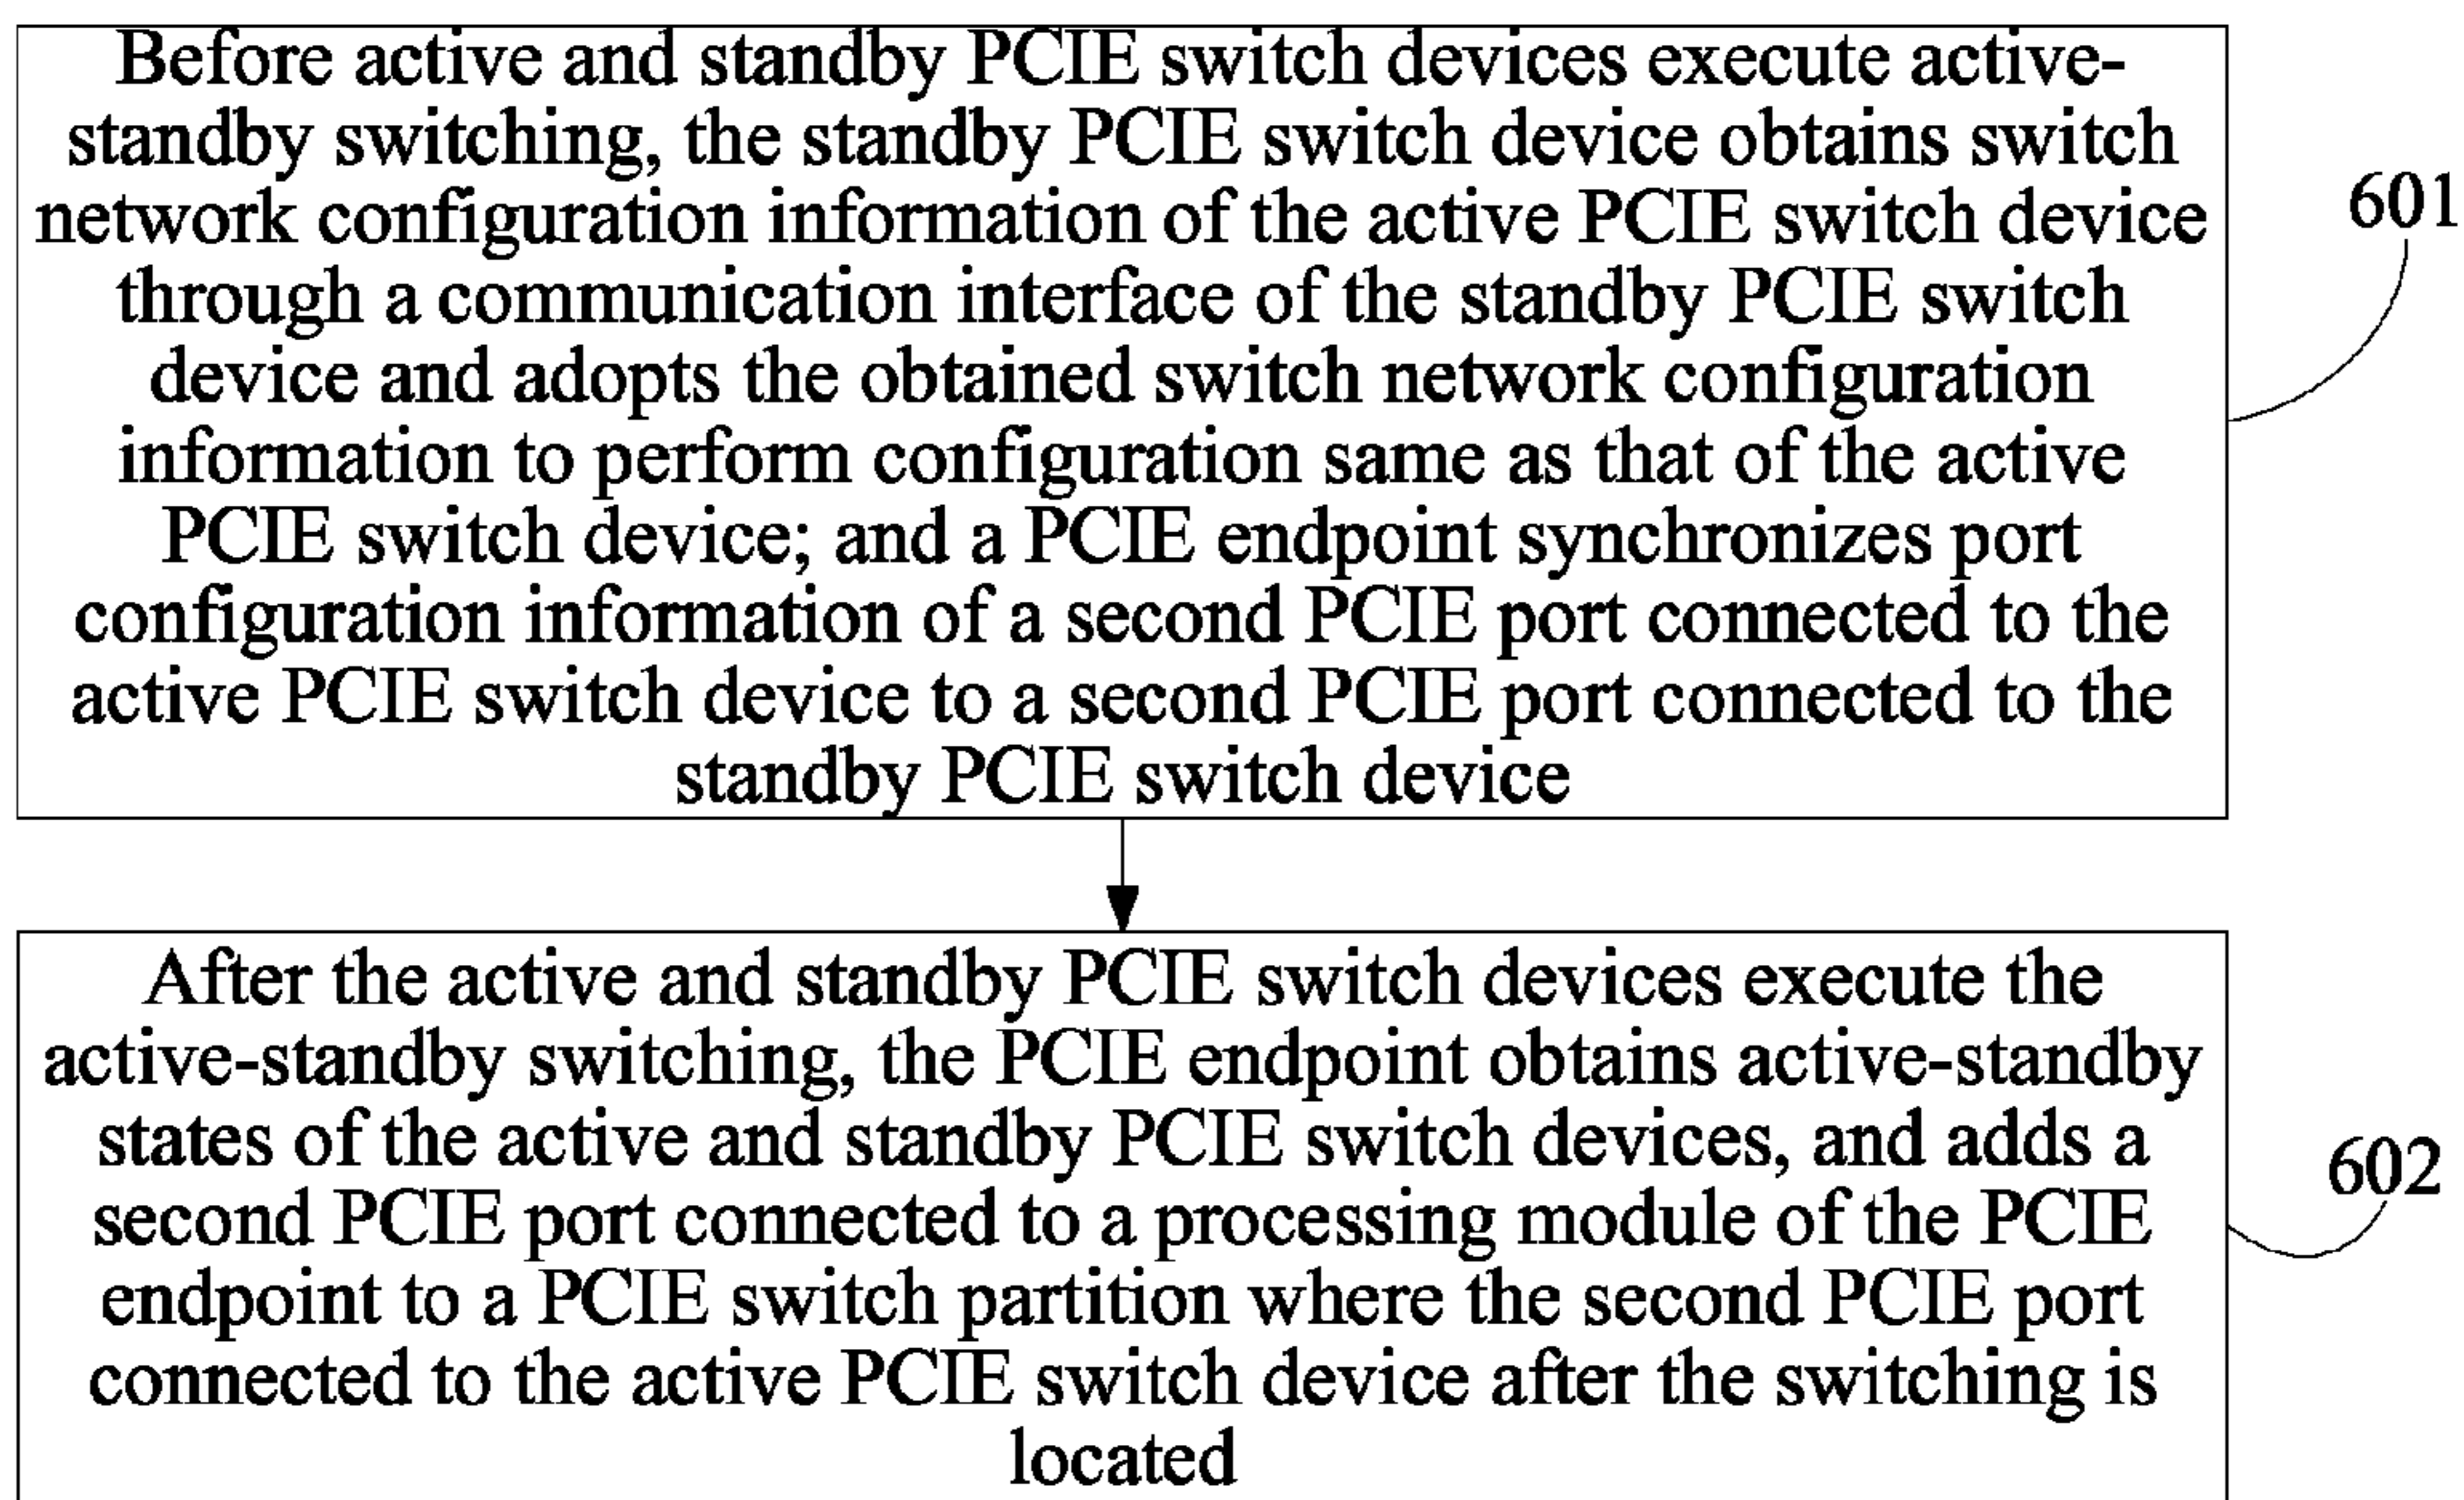 Before active and standby PCIE switch devices execute active-
standby switching, the standby PCIE switch device obtains switch
network configuration information of the active PCIE switch device
through a communication interface of the standby PCIE switch
device and adopts the obtained switch network configuration
information to perform configuration same as that of the active
PCIE switch device; and a PCIE endpoint synchronizes port
configuration information of a second PCIE port connected to the
active PCIE switch device to a second PCIE port connected to the
standby PCIE switch device
601
After the active and standby PCIE switch devices execute the
active-standby switching, the PCIE endpoint obtains active-standby
states of the active and standby PCIE switch devices, and adds a
second PCIE port connected to a processing module of the PCIE
endpoint to a PCIE switch partition where the second PCIE port
connected to the active PCIE switch device after the switching is
located
602